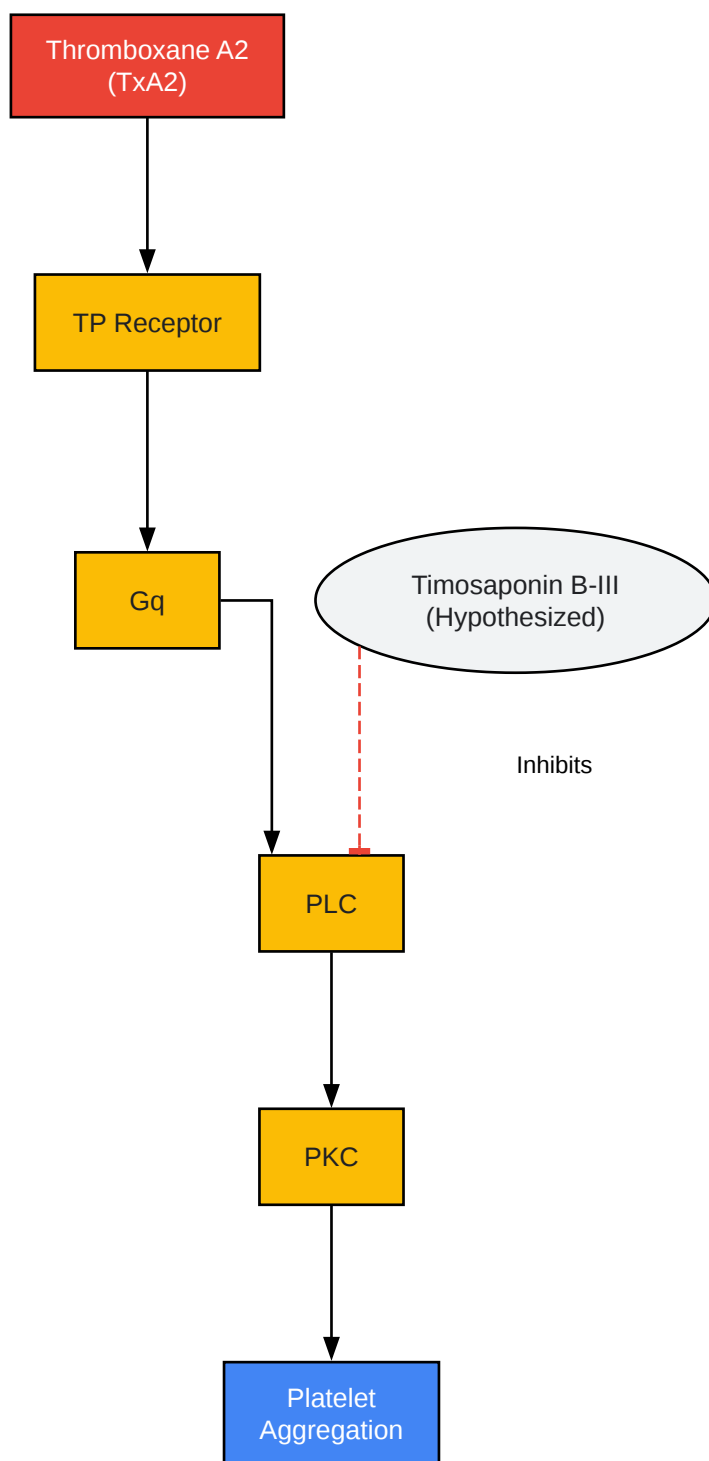 Thromboxane A2
(TxA2)
TP Receptor
Gq
Timosaponin B-III
(Hypothesized)
Inhibits
PLC
PKC
Platelet
Aggregation